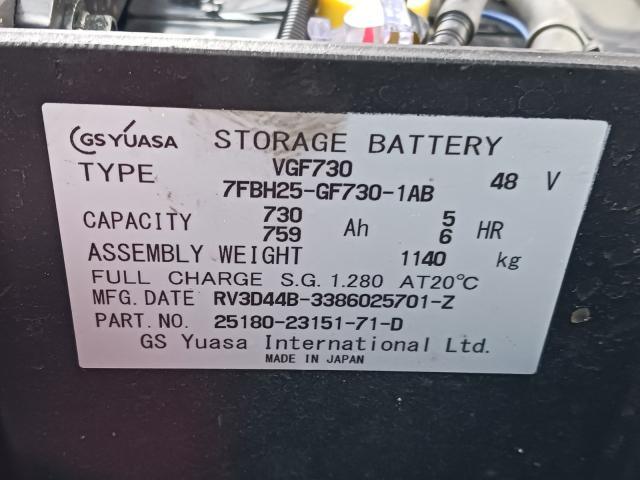 GS YUASA STORAGE BATTERY
TYPE VGF730
7FBH25-GF730-1AB 48 V
CAPACITY 730 Ah 5 HR
759 6
ASSEMBLY WEIGHT 1140 kg
FULL CHARGE S.G. 1.280 AT20℃
MFG. DATE RV3D44B-3386025701-Z
PART. NO. 25180-23151-71-D
GS Yuasa International Ltd.
MADE IN JAPAN